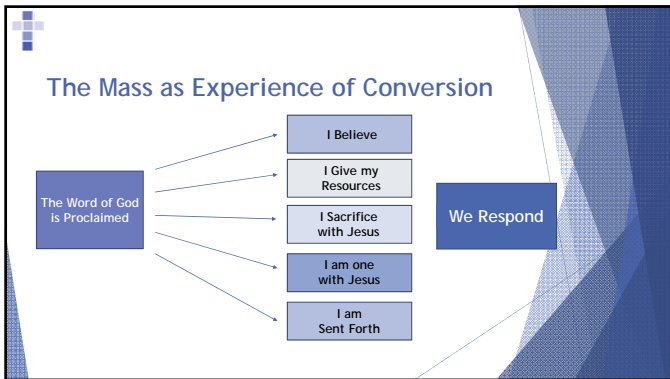 The Mass as Experience of Conversion
The Word of God
is Proclaimed
I Believe
I Give my
Resources
I Sacrifice
with Jesus
I am one
with Jesus
I am
Sent Forth
We Respond